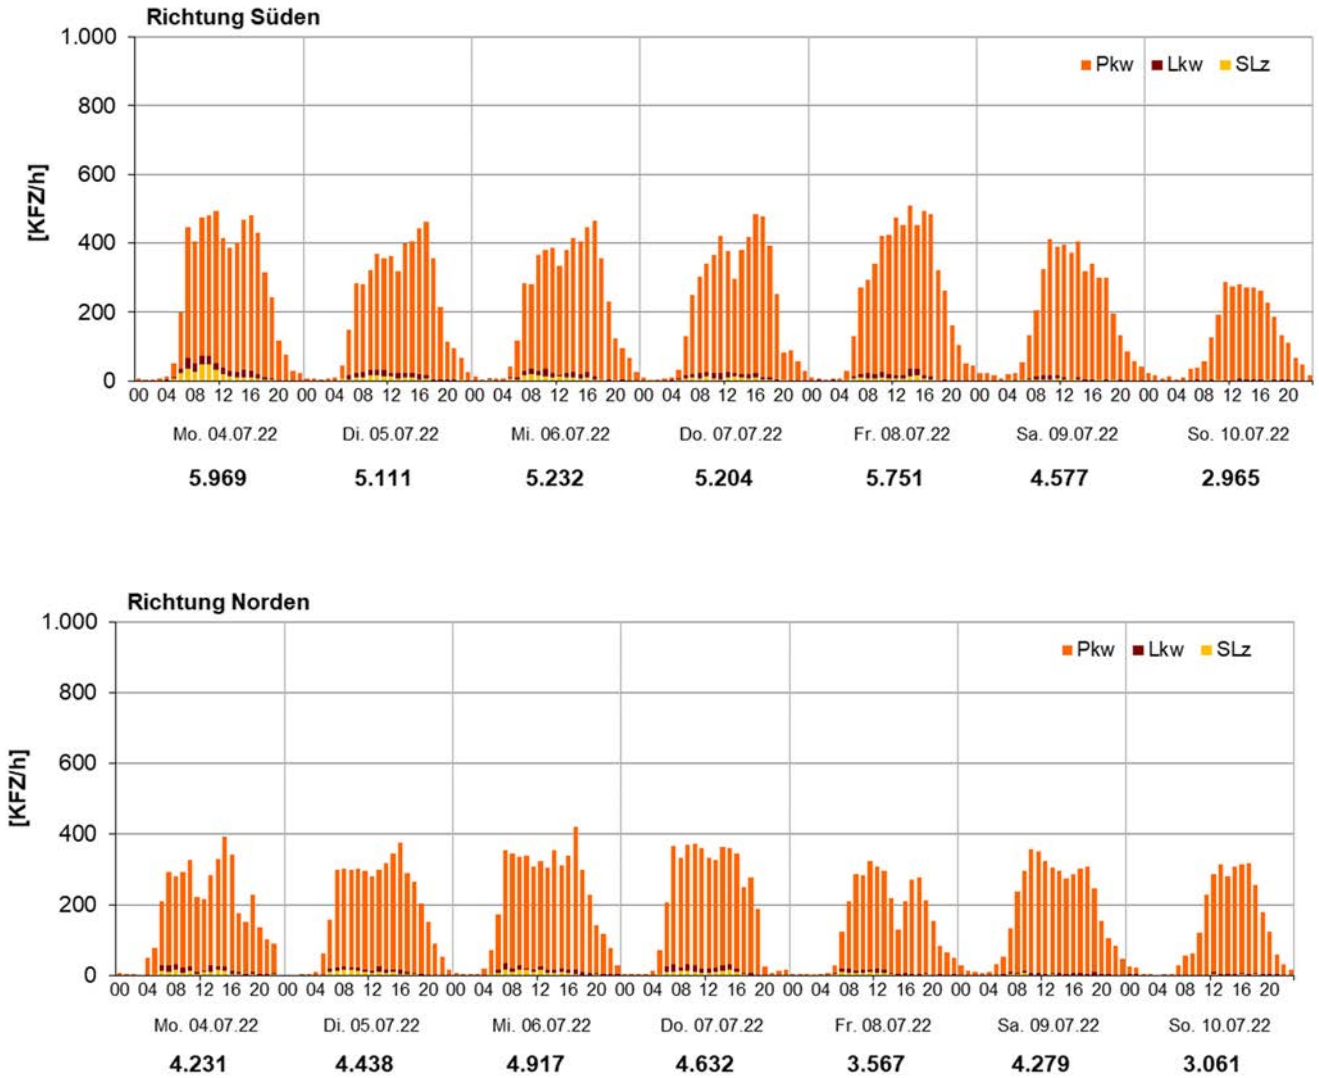 Richtung Süden
1.000
Pkw Lkw SLz
800
600
[KFZ/h]
400
200
0
00 04 08 12 16 20 00 04 08 12 16 20 00 04 08 12 16 20 00 04 08 12 16 20 00 04 08 12 16 20 00 04 08 12 16 20 00 04 08 12 16 20
Mo. 04.07.22 Di. 05.07.22 Mi. 06.07.22 Do. 07.07.22 Fr. 08.07.22 Sa. 09.07.22 So. 10.07.22
5.969 5.111 5.232 5.204 5.751 4.577 2.965
Richtung Norden
1.000
Pkw Lkw SLz
800
600
[KFZ/h]
400
200
0
00 04 08 12 16 20 00 04 08 12 16 20 00 04 08 12 16 20 00 04 08 12 16 20 00 04 08 12 16 20 00 04 08 12 16 20 00 04 08 12 16 20
Mo. 04.07.22 Di. 05.07.22 Mi. 06.07.22 Do. 07.07.22 Fr. 08.07.22 Sa. 09.07.22 So. 10.07.22
4.231 4.438 4.917 4.632 3.567 4.279 3.061